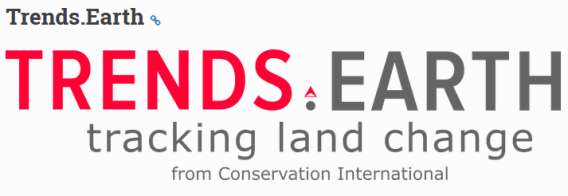 Trends.Earth
TRENDS.EARTH
tracking land change
from Conservation International